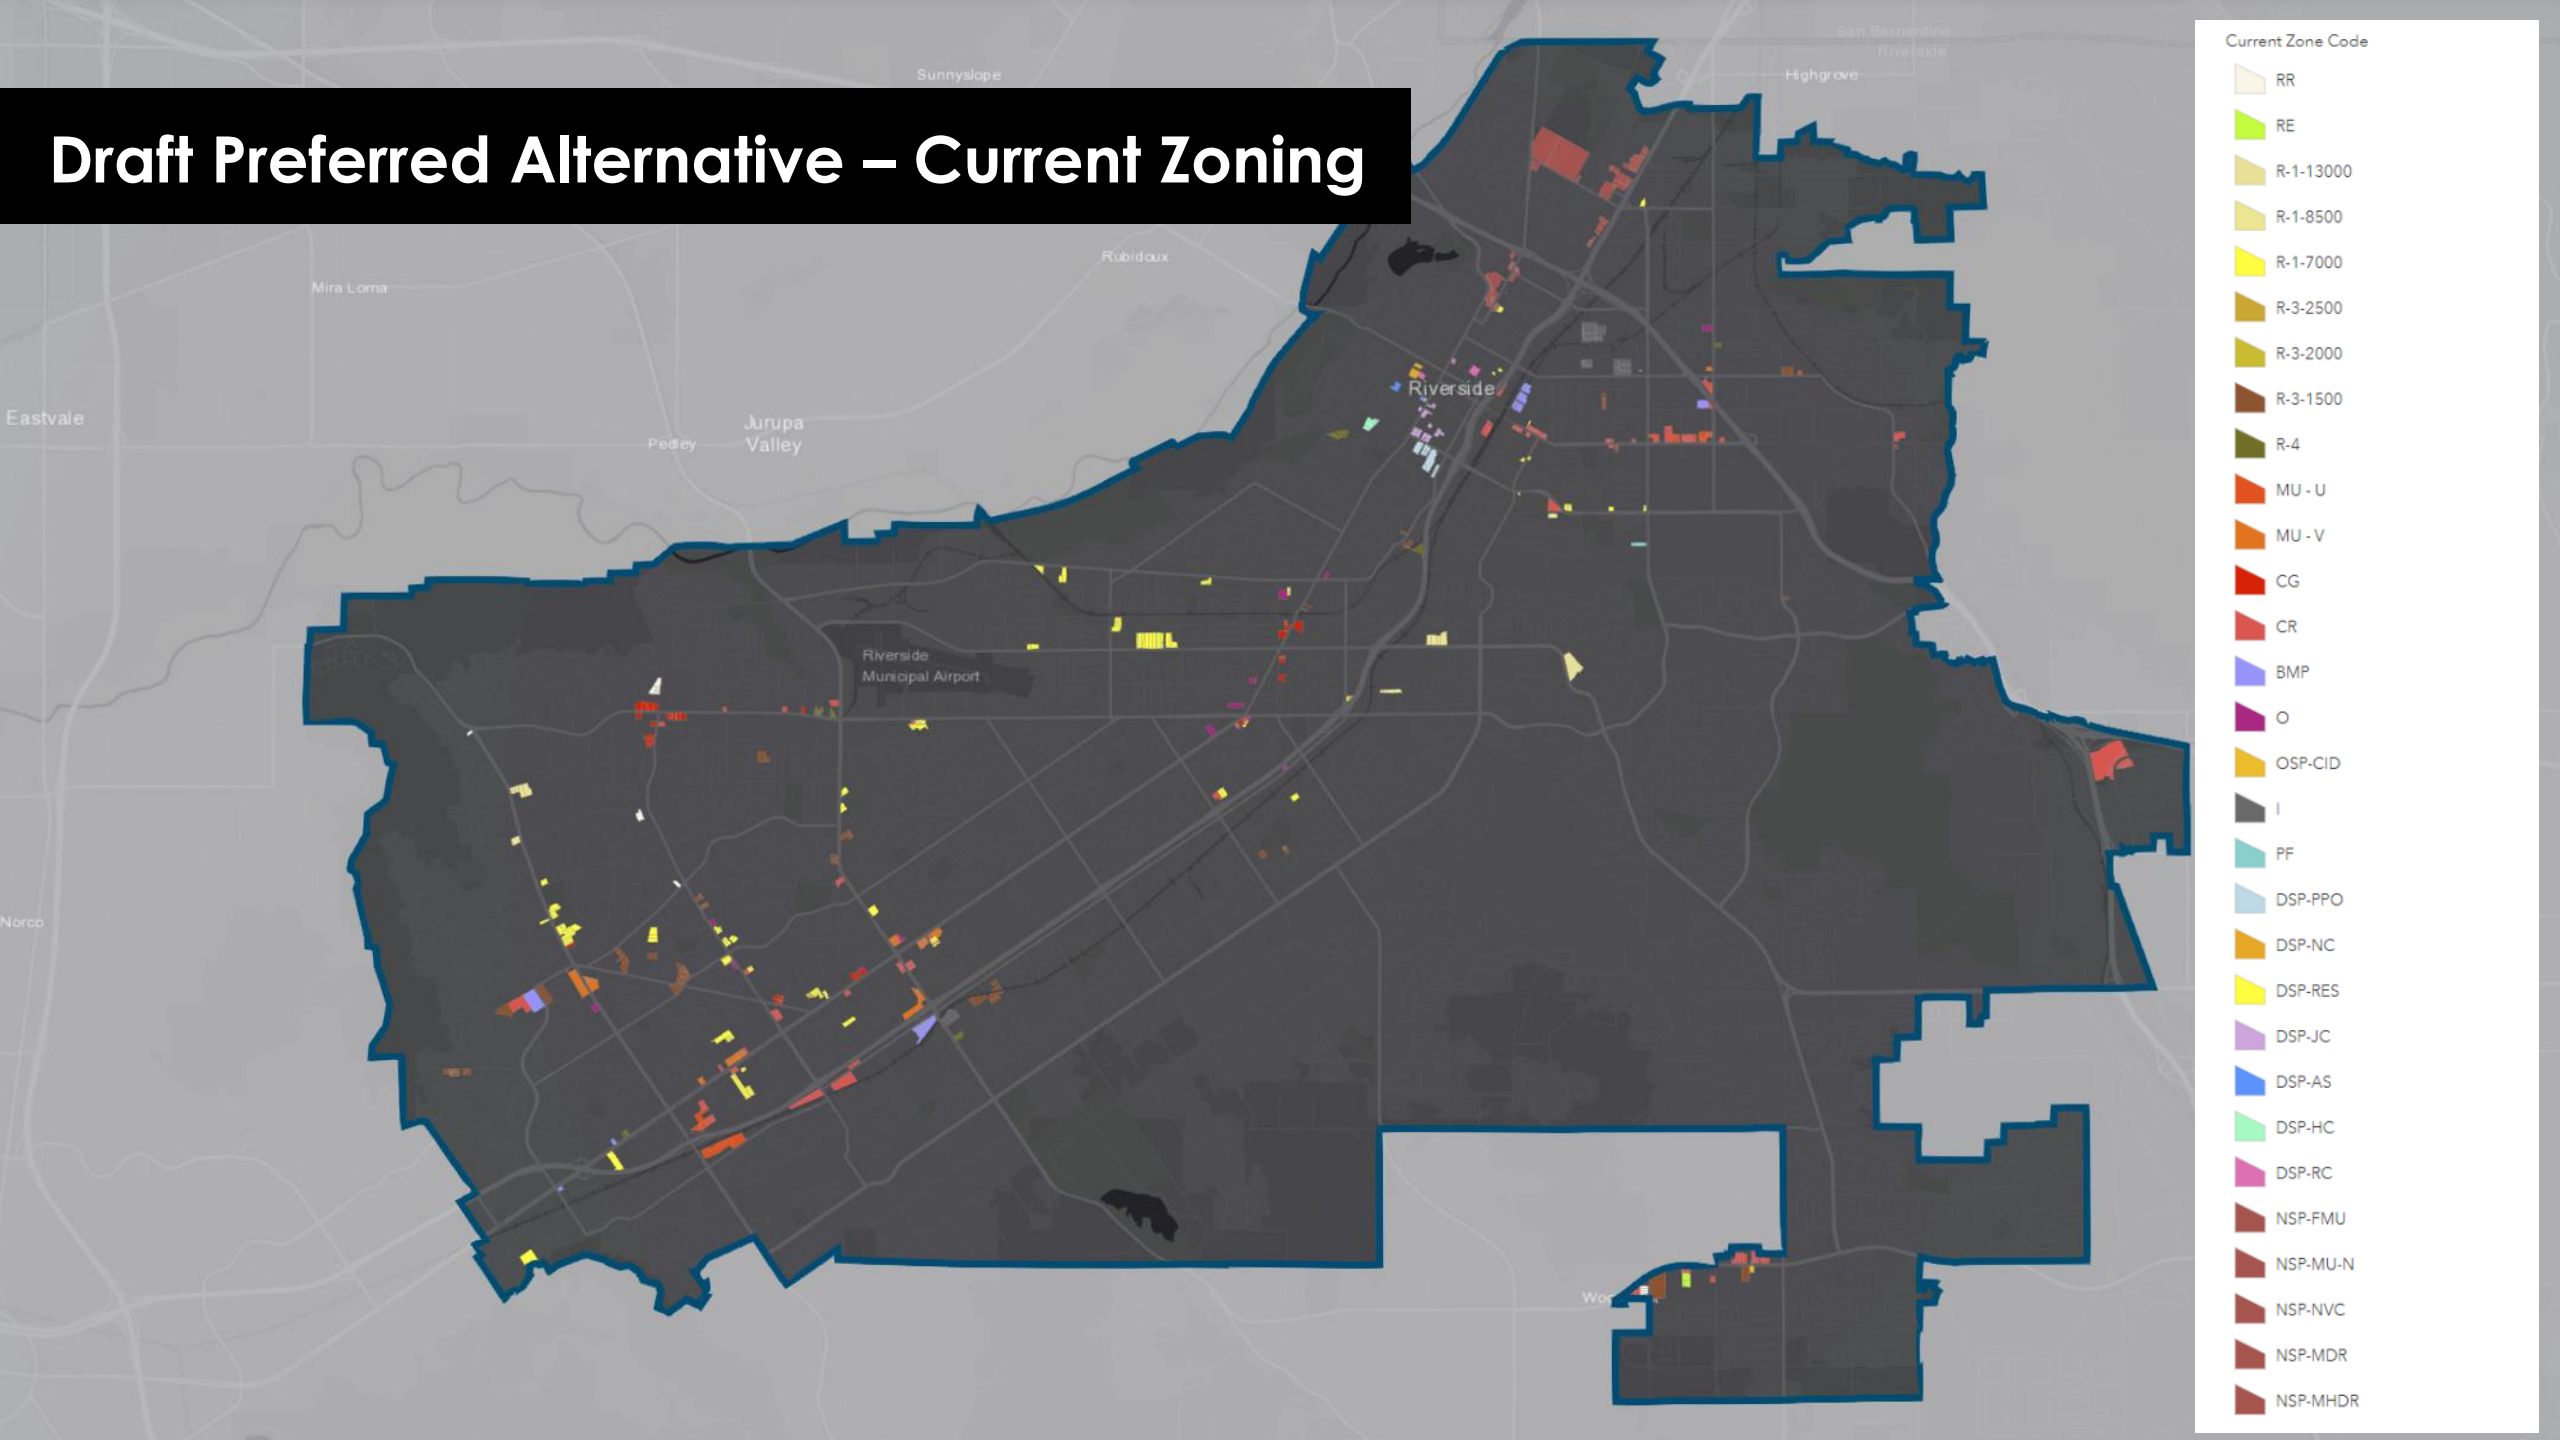 San Bernardino
Riverside
Sunnyslope
Highgrove
Draft Preferred Alternative – Current Zoning
Rubidoux
Mira Loma
Riverside
Eastvale
Jurupa
Valley
Pedley
Riverside
Municipal Airport
Norco
Current Zone Code
RR
RE
R-1-13000
R-1-8500
R-1-7000
R-3-2500
R-3-2000
R-3-1500
R-4
MU - U
MU - V
CG
CR
BMP
O
OSP-CID
I
PF
DSP-PPO
DSP-NC
DSP-RES
DSP-JC
DSP-AS
DSP-HC
DSP-RC
NSP-FMU
NSP-MU-N
NSP-NVC
NSP-MDR
NSP-MHDR